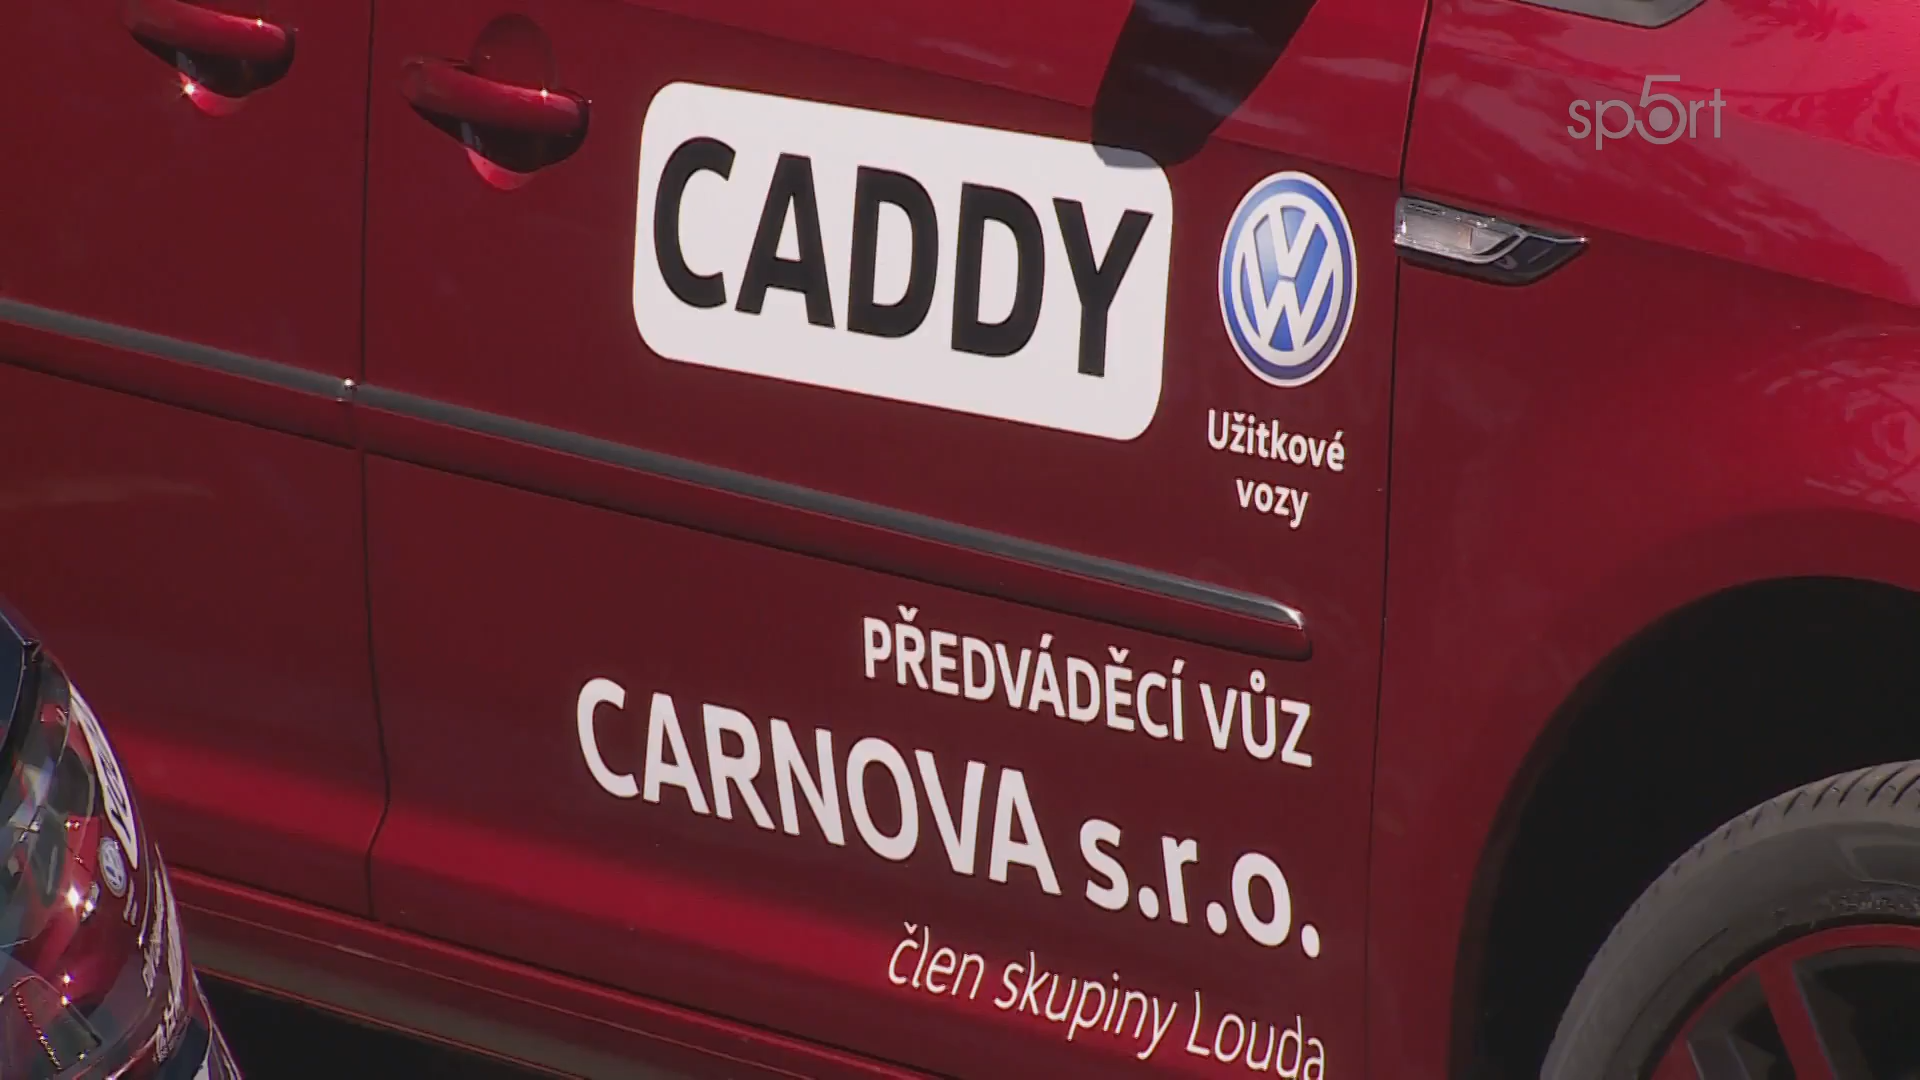 sp5rt
CADDY
Užitkové
vozy
PŘEDVÁDĚCÍ VŮZ
CARNOVA s.r.o.
člen skupiny Louda